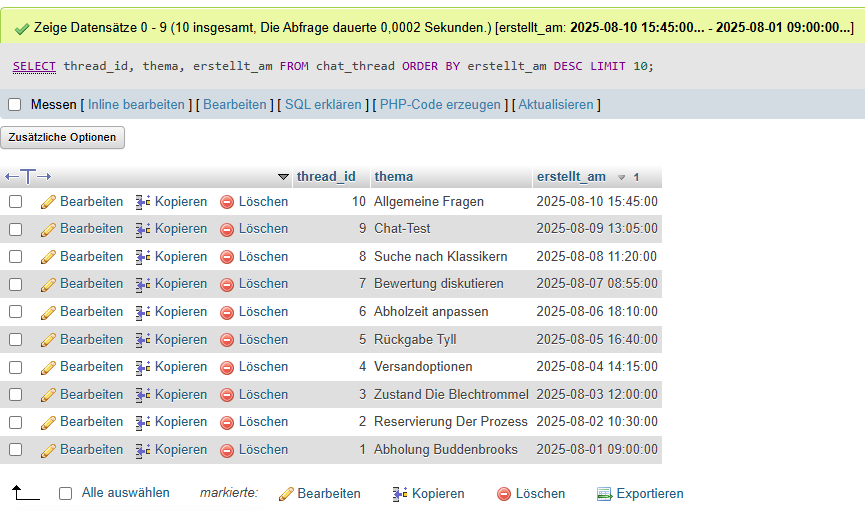 Zeige Datensätze 0 - 9 (10 insgesamt, Die Abfrage dauerte 0,0002 Sekunden.) [erstellt_am: 2025-08-10 15:45:00... - 2025-08-01 09:00:00...]
SELECT thread_id, thema, erstellt_am FROM chat_thread ORDER BY erstellt_am DESC LIMIT 10;
Messen [ Inline bearbeiten ] [ Bearbeiten ] [ SQL erklären ] [ PHP-Code erzeugen ] [ Aktualisieren ]
Zusätzliche Optionen
←T→ thread_id thema erstellt_am 1
Bearbeiten Kopieren Löschen 10 Allgemeine Fragen 2025-08-10 15:45:00
Bearbeiten Kopieren Löschen 9 Chat-Test 2025-08-09 13:05:00
Bearbeiten Kopieren Löschen 8 Suche nach Klassikern 2025-08-08 11:20:00
Bearbeiten Kopieren Löschen 7 Bewertung diskutieren 2025-08-07 08:55:00
Bearbeiten Kopieren Löschen 6 Abholzeit anpassen 2025-08-06 18:10:00
Bearbeiten Kopieren Löschen 5 Rückgabe Tyll 2025-08-05 16:40:00
Bearbeiten Kopieren Löschen 4 Versandoptionen 2025-08-04 14:15:00
Bearbeiten Kopieren Löschen 3 Zustand Die Blechtrommel 2025-08-03 12:00:00
Bearbeiten Kopieren Löschen 2 Reservierung Der Prozess 2025-08-02 10:30:00
Bearbeiten Kopieren Löschen 1 Abholung Buddenbrooks 2025-08-01 09:00:00
Alle auswählen markierte: Bearbeiten Kopieren Löschen Exportieren